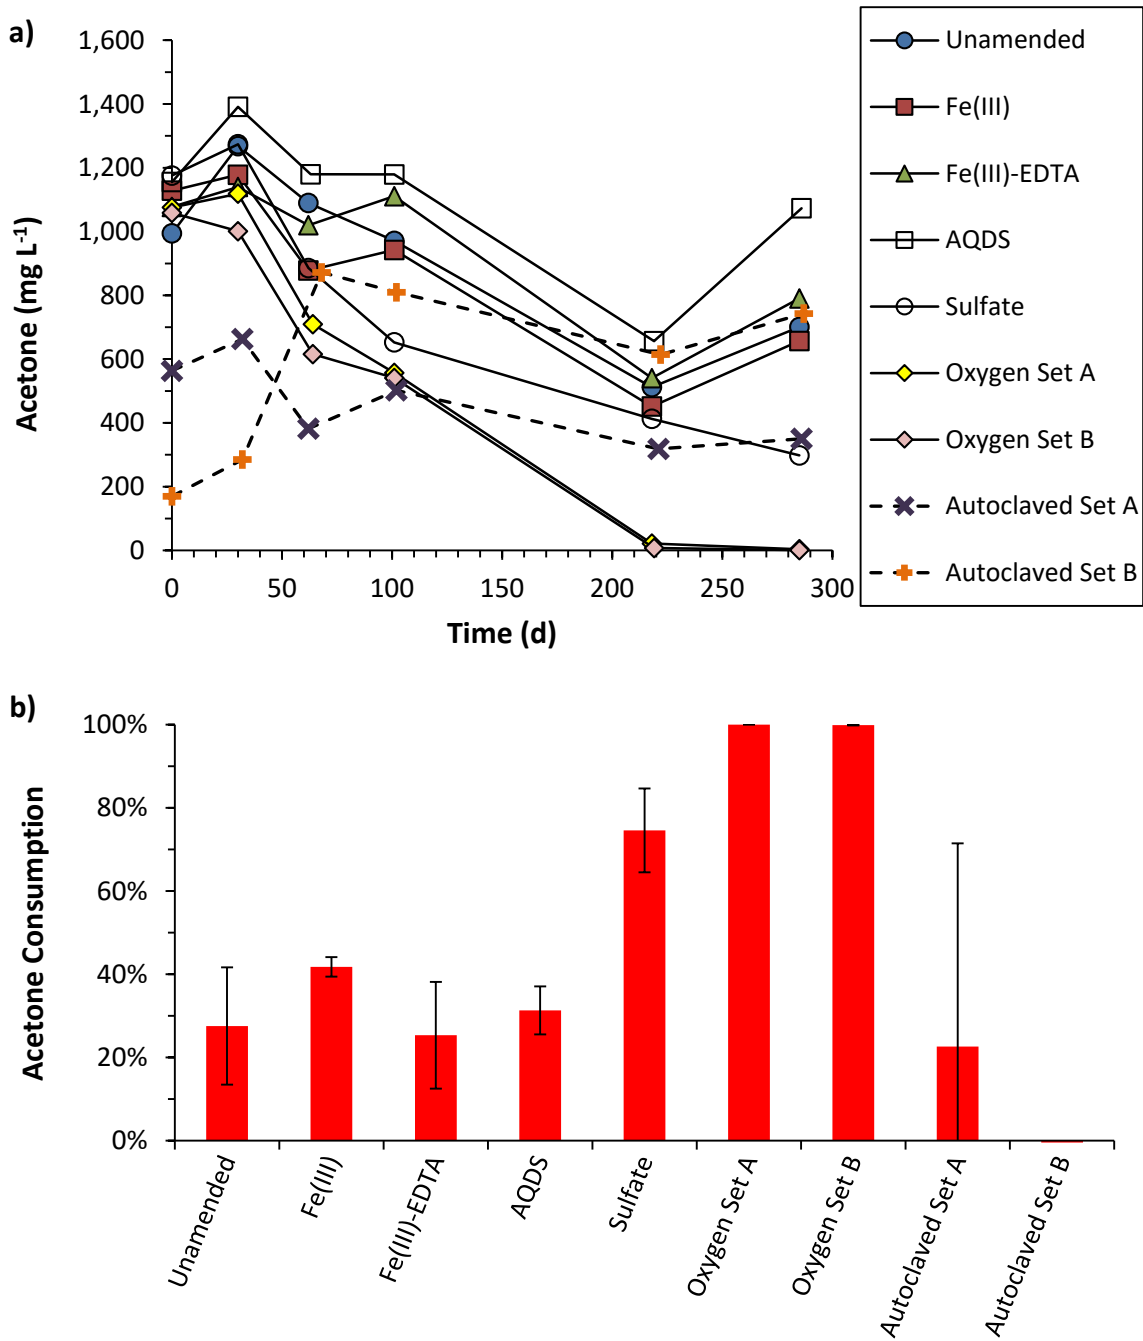 a)
1,600
1,400
1,200
1,000
800
600
400
200
0
Acetone (mg L-1)
0 50 100 150 200 250 300
Time (d)
Unamended
Fe(III)
Fe(III)-EDTA
AQDS
Sulfate
Oxygen Set A
Oxygen Set B
Autoclaved Set A
Autoclaved Set B
b)
100%
80%
60%
40%
20%
0%
Acetone Consumption
Unamended
Fe(III)
Fe(III)-EDTA
AQDS
Sulfate
Oxygen Set A
Oxygen Set B
Autoclaved Set A
Autoclaved Set B